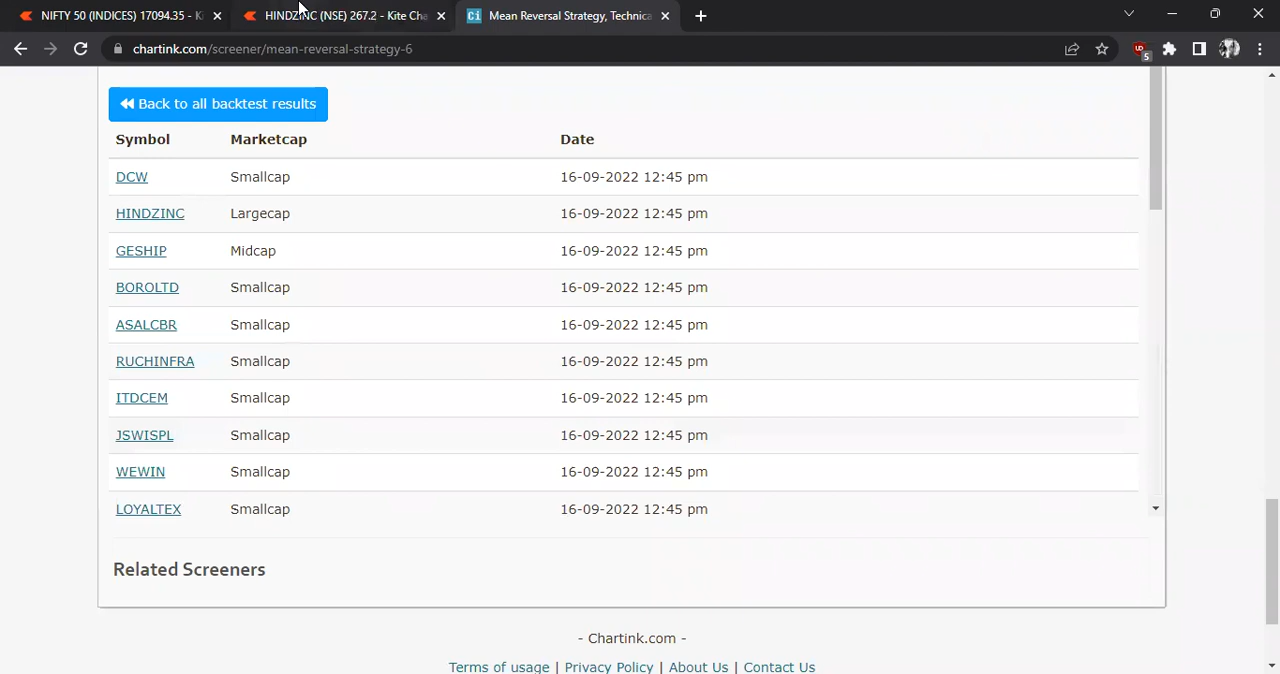 NIFTY 50 (INDICES) 17094.35 - Ki
HINDZINC (NSE) 267.2 - Kite Cha
Mean Reversal Strategy, Technica
chartink.com/screener/mean-reversal-strategy-6
5
Back to all backtest results
Symbol Marketcap Date
DCW Smallcap 16-09-2022 12:45 pm
HINDZINC Largecap 16-09-2022 12:45 pm
GESHIP Midcap 16-09-2022 12:45 pm
BOROLTD Smallcap 16-09-2022 12:45 pm
ASALCBR Smallcap 16-09-2022 12:45 pm
RUCHINFRA Smallcap 16-09-2022 12:45 pm
ITDCEM Smallcap 16-09-2022 12:45 pm
JSWISPL Smallcap 16-09-2022 12:45 pm
WEWIN Smallcap 16-09-2022 12:45 pm
LOYALTEX Smallcap 16-09-2022 12:45 pm
Related Screeners
- Chartink.com -
Terms of usage | Privacy Policy | About Us | Contact Us